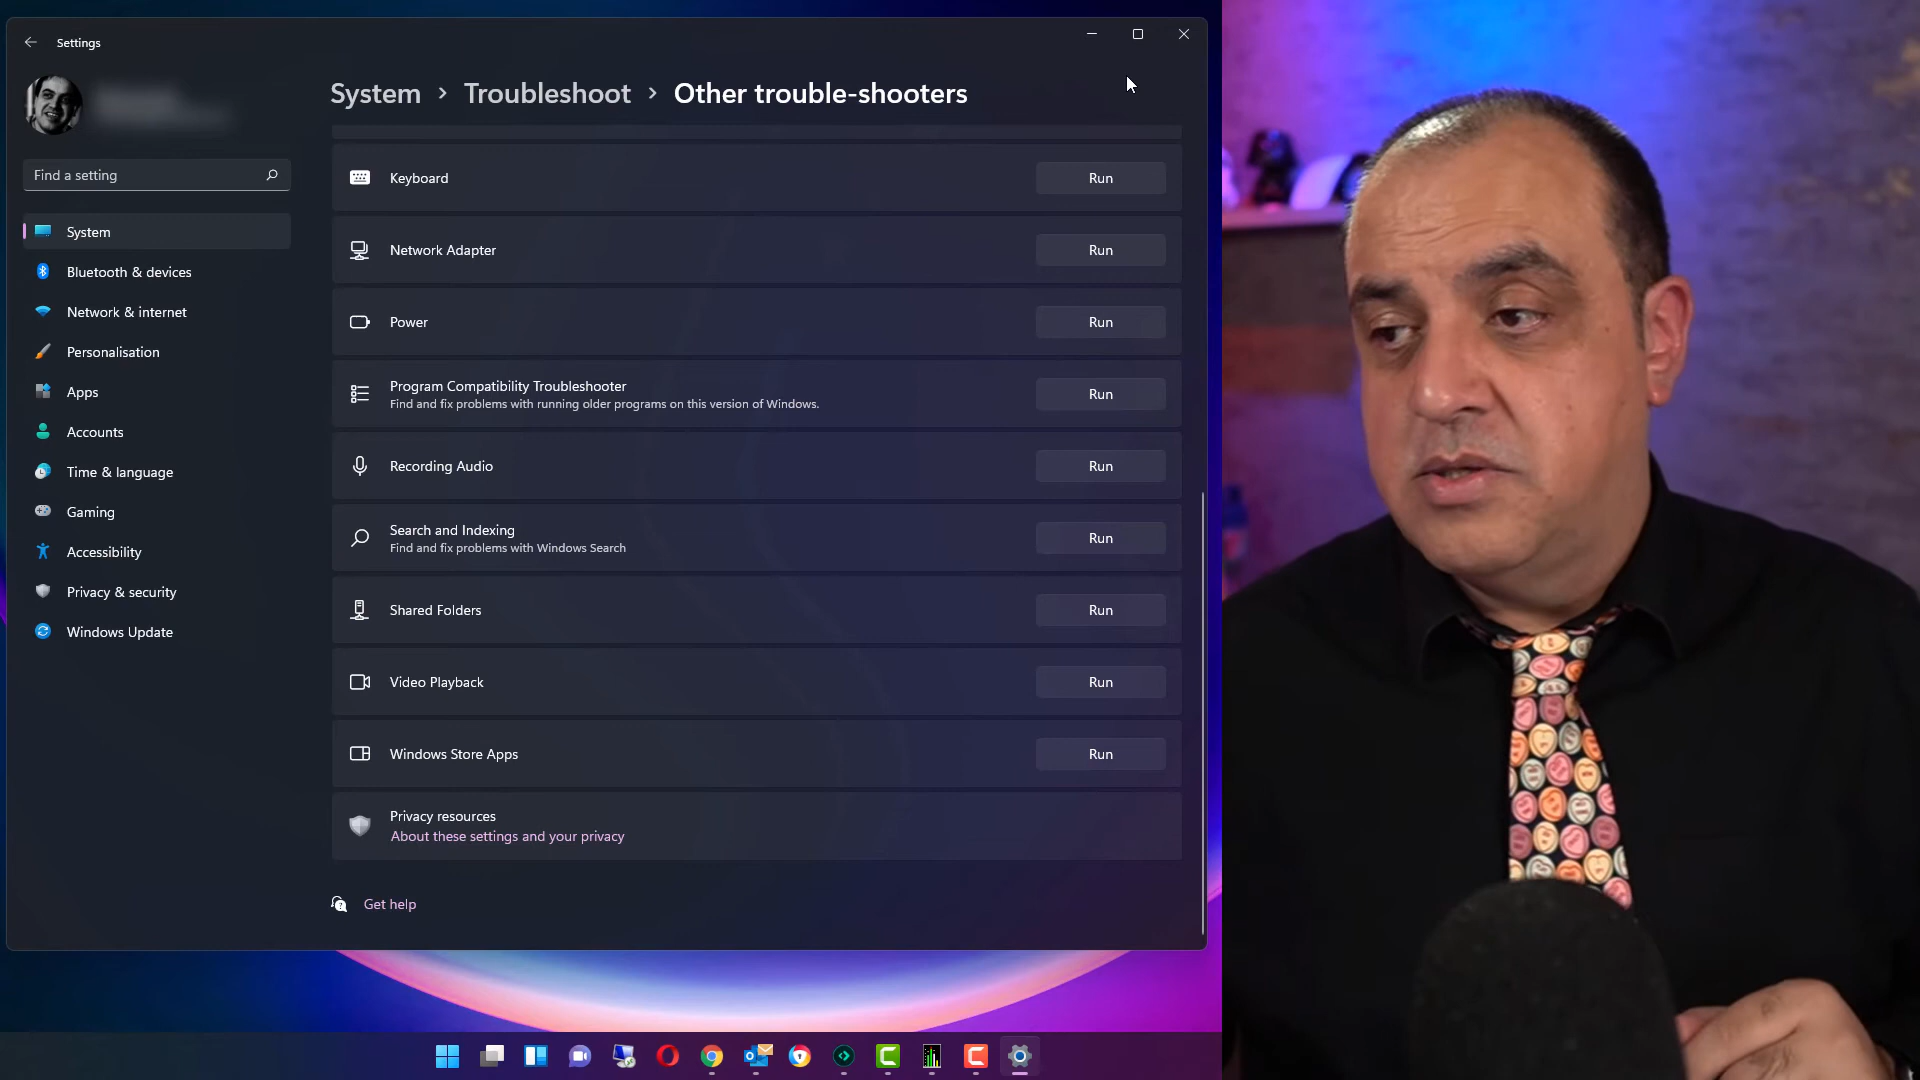 Settings
System > Troubleshoot > Other trouble-shooters
Find a setting
System
Bluetooth & devices
Network & internet
Personalisation
Apps
Accounts
Time & language
Gaming
Accessibility
Privacy & security
Windows Update
Keyboard
Run
Network Adapter
Run
Power
Run
Program Compatibility Troubleshooter
Find and fix problems with running older programs on this version of Windows.
Run
Recording Audio
Run
Search and Indexing
Find and fix problems with Windows Search
Run
Shared Folders
Run
Video Playback
Run
Windows Store Apps
Run
Privacy resources
About these settings and your privacy
Get help